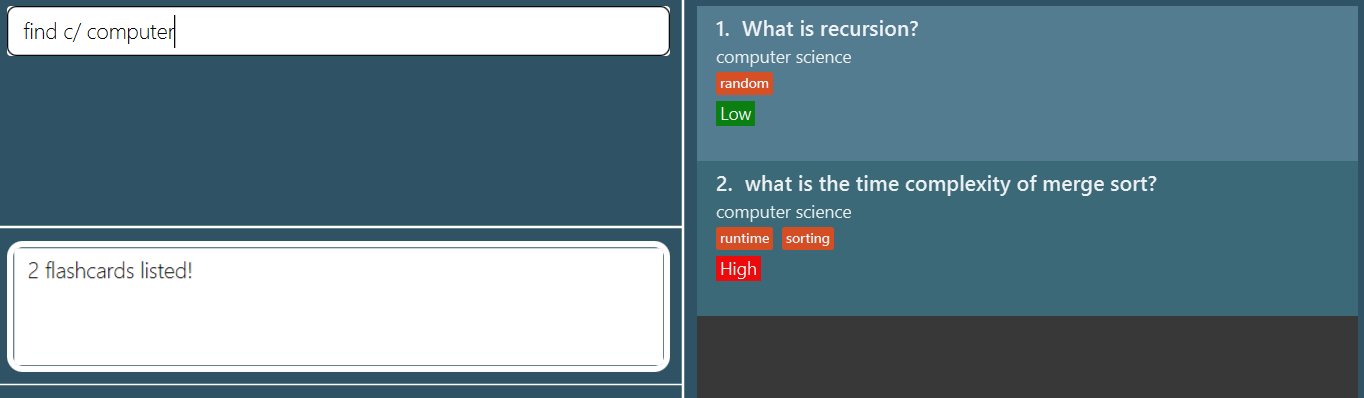 find c/ computer
2 flashcards listed!
1. What is recursion?
computer science
random
Low
2. what is the time complexity of merge sort?
computer science
runtime sorting
High